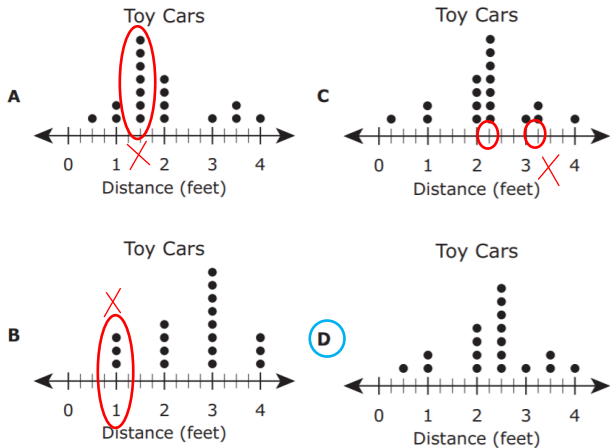 Toy Cars
A
0 1 2 3 4
Distance (feet)
Toy Cars
C
0 1 2 3 4
Distance (feet)
Toy Cars
B
0 1 2 3 4
Distance (feet)
Toy Cars
D
0 1 2 3 4
Distance (feet)